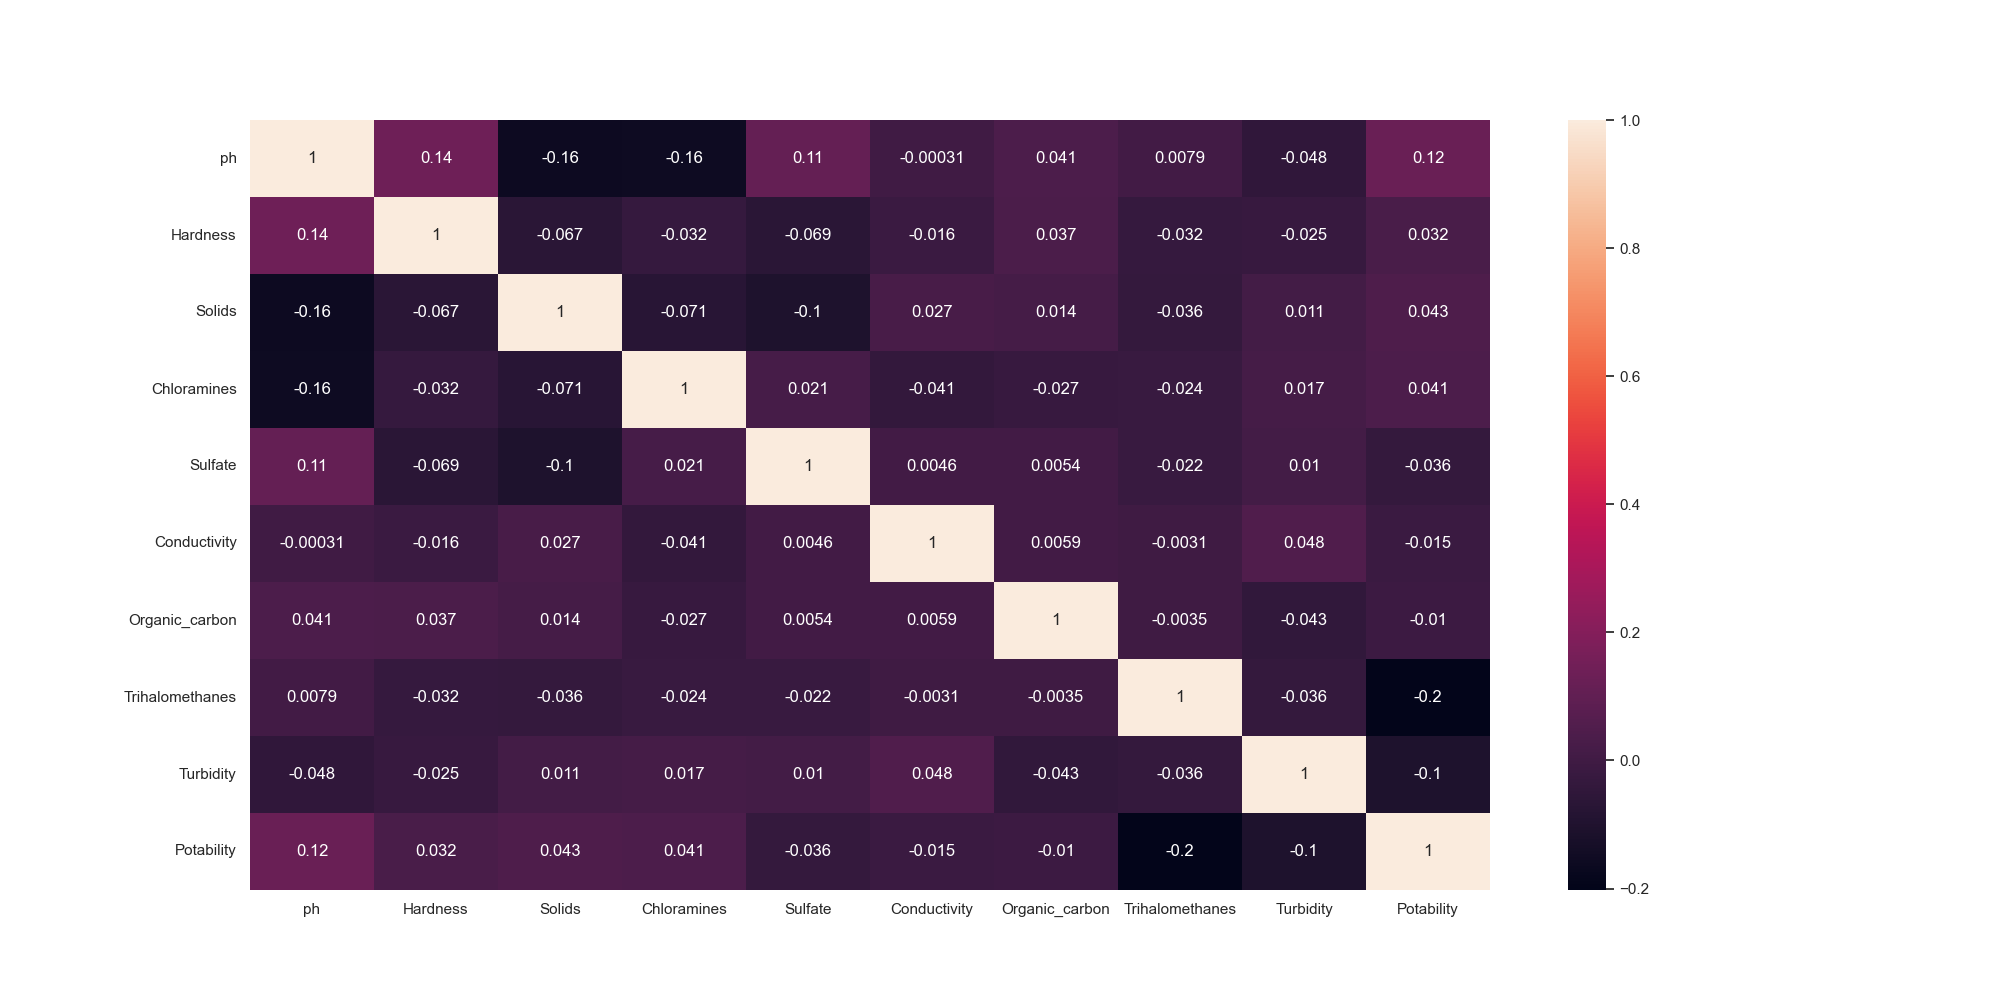 ph 1 0.14 -0.16 -0.16 0.11 -0.00031 0.041 0.0079 -0.048 0.12
Hardness 0.14 1 -0.067 -0.032 -0.069 -0.016 0.037 -0.032 -0.025 0.032
Solids -0.16 -0.067 1 -0.071 -0.1 0.027 0.014 -0.036 0.011 0.043
Chloramines -0.16 -0.032 -0.071 1 0.021 -0.041 -0.027 -0.024 0.017 0.041
Sulfate 0.11 -0.069 -0.1 0.021 1 0.0046 0.0054 -0.022 0.01 -0.036
Conductivity -0.00031 -0.016 0.027 -0.041 0.0046 1 0.0059 -0.0031 0.048 -0.015
Organic_carbon 0.041 0.037 0.014 -0.027 0.0054 0.0059 1 -0.0035 -0.043 -0.01
Trihalomethanes 0.0079 -0.032 -0.036 -0.024 -0.022 -0.0031 -0.0035 1 -0.036 -0.2
Turbidity -0.048 -0.025 0.011 0.017 0.01 0.048 -0.043 -0.036 1 -0.1
Potability 0.12 0.032 0.043 0.041 -0.036 -0.015 -0.01 -0.2 -0.1 1
ph Hardness Solids Chloramines Sulfate Conductivity Organic_carbon Trihalomethanes Turbidity Potability
1.0
0.8
0.6
0.4
0.2
0.0
−0.2